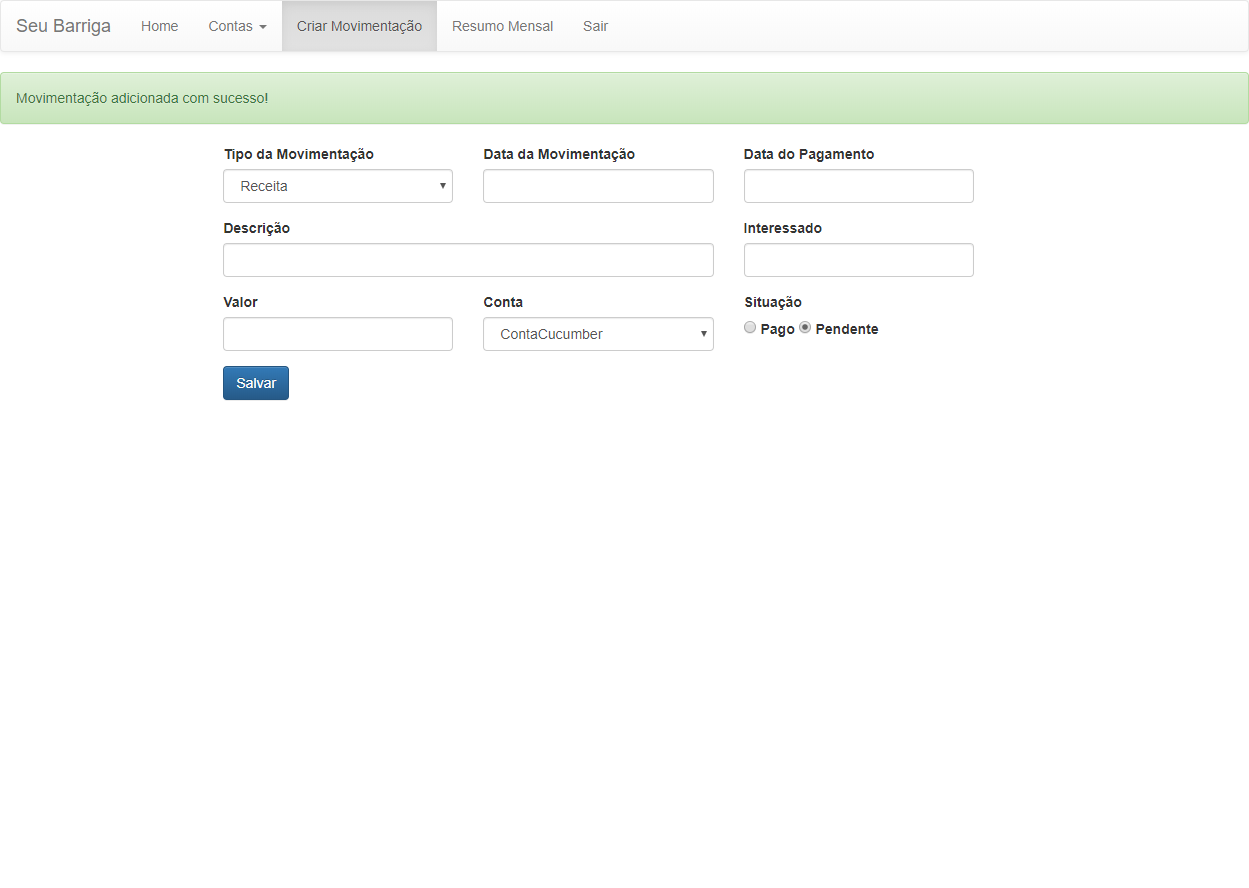 Seu Barriga Home Contas Criar Movimentação Resumo Mensal Sair
Movimentação adicionada com sucesso!
Tipo da Movimentação Data da Movimentação Data do Pagamento
Receita
Descrição Interessado
Valor Conta Situação
ContaCucumber Pago Pendente
Salvar